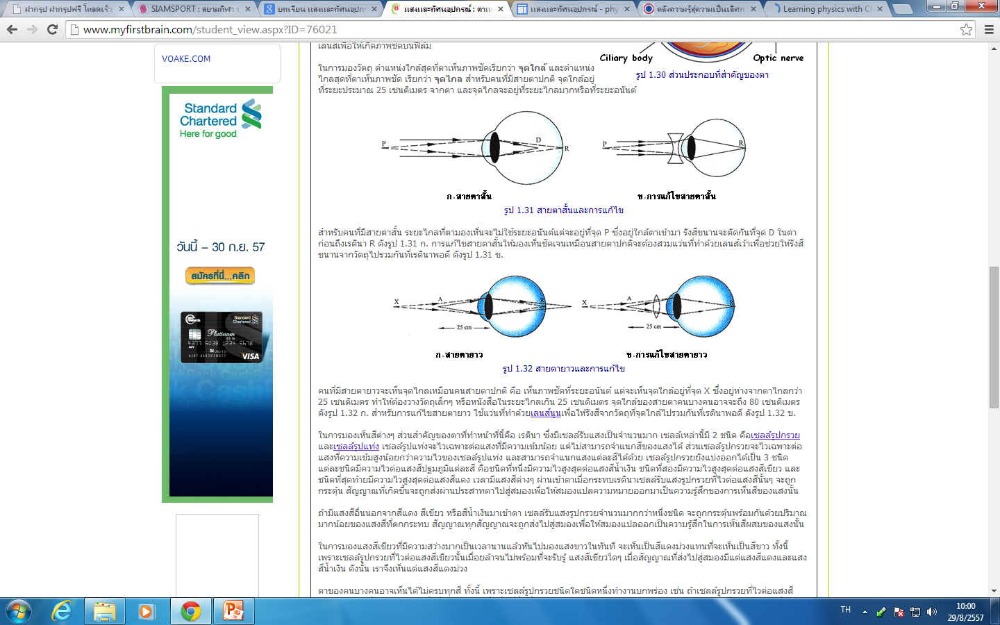 ฝากรูป ฝากรูปฟรี โหลดเร็ว
SIAMSPORT : สยามกีฬา
บทเรียน แสงและทัศนอุปก
แสงและทัศนอุปกรณ์ : ตาแ
แสงและทัศนอุปกรณ์ - phy
คลังความรู้สู่ความเป็นเลิศท
Learning physics with Cl
www.myfirstbrain.com/student_view.aspx?ID=76021
VOAKE.COM
Standard
Chartered
Here for good
วันนี้ – 30 ก.ย. 57
สมัครที่นี่...คลิก
Standard
Chartered
Platinum
4377 5038 1234 5678
VISA
เลนส์เพื่อให้เกิดภาพชัดบนฟิล์ม
Ciliary body
Optic nerve
รูป 1.30 ส่วนประกอบที่สำคัญของตา
ในการมองวัตถุ ตำแหน่งใกล้สุดที่ตาเห็นภาพชัดเรียกว่า จุดใกล้ และตำแหน่ง
ไกลสุดที่ตาเห็นภาพชัด เรียกว่า จุดไกล สำหรับคนที่มีสายตาปกติ จุดใกล้อยู่
ที่ระยะประมาณ 25 เซนติเมตร จากตา และจุดไกลจะอยู่ที่ระยะไกลมากหรือที่ระยะอนันต์
P D R
P R
ก.สายตาสั้น
ข.การแก้ไขสายตาสั้น
รูป 1.31 สายตาสั้นและการแก้ไข
สำหรับคนที่มีสายตาสั้น ระยะไกลที่ตามองเห็นจะไม่ใช้ระยะอนันต์แต่จะอยู่ที่จุด P ซึ่งอยู่ใกล้ตาเข้ามา รังสีขนานจะตัดกันที่จุด D ในตา
ก่อนถึงเรตินา R ดังรูป 1.31 ก. การแก้ไขสายตาสั้นให้มองเห็นชัดเจนเหมือนสายตาปกติจะต้องสวมแว่นที่ทำด้วยเลนส์เว้าเพื่อช่วยให้รังสี
ขนานจากวัตถุไปรวมกันที่เรตินาพอดี ดังรูป 1.31 ข.
X A R
25 cm
X A R
25 cm
ก.สายตายาว
ข.การแก้ไขสายตายาว
รูป 1.32 สายตายาวและการแก้ไข
คนที่มีสายตายาวจะเห็นจุดไกลเหมือนคนสายตาปกติ คือ เห็นภาพชัดที่ระยะอนันต์ แต่จะเห็นจุดใกล้อยู่ที่จุด X ซึ่งอยู่ห่างจากตาไกลกว่า
25 เซนติเมตร ทำให้ต้องวางวัตถุเล็กๆ หรือหนังสือในระยะไกลเกิน 25 เซนติเมตร จุดใกล้ของสายตาคนบางคนอาจจะถึง 80 เซนติเมตร
ดังรูป 1.32 ก. สำหรับการแก้ไขสายตายาว ใช้แว่นที่ทำด้วยเลนส์นูนเพื่อให้รังสีจากวัตถุที่จุดใกล้ไปรวมกันที่เรตินาพอดี ดังรูป 1.32 ข.
ในการมองเห็นสีต่างๆ ส่วนสำคัญของตาที่ทำหน้าที่นี้คือ เรตินา ซึ่งมีเซลล์รับแสงเป็นจำนวนมาก เซลล์เหล่านี้มี 2 ชนิด คือเซลล์รูปกรวย
และเซลล์รูปแท่ง เซลล์รูปแท่งจะไวเฉพาะต่อแสงที่มีความเข้มน้อย แต่ไม่สามารถจำแนกสีของแสงได้ ส่วนเซลล์รูปกรวยจะไวเฉพาะต่อ
แสงที่ความเข้มสูงน้อยกว่าความไวของเซลล์รูปแท่ง และสามารถจำแนกแสงแต่ละสีได้ด้วย เซลล์รูปกรวยยังแบ่งออกได้เป็น 3 ชนิด
แต่ละชนิดมีความไวต่อแสงสีปฐมภูมิแต่ละสี คือชนิดที่หนึ่งมีความไวสูงสุดต่อแสงสีน้ำเงิน ชนิดที่สองมีความไวสูงสุดต่อแสงสีเขียว และ
ชนิดที่สุดท้ายมีความไวสูงสุดต่อแสงสีแดง เวลามีแสงสีต่างๆ ผ่านเข้าตาเมื่อกระทบเรตินาเซลล์รับแสงรูปกรวยที่ไวต่อแสงสีนั้นๆ จะถูก
กระตุ้น สัญญาณที่เกิดขึ้นจะถูกส่งผ่านประสาทตาไปสู่สมองเพื่อให้สมองแปลความหมายออกมาเป็นความรู้สึกของการเห็นสีของแสงนั้น
ถ้ามีแสงสีอื่นนอกจากสีแดง สีเขียว หรือสีน้ำเงินมาเข้าตา เซลล์รับแสงรูปกรวยจำนวนมากกว่าหนึ่งชนิด จะถูกกระตุ้นพร้อมกันด้วยปริมาณ
มากน้อยของแสงสีที่ตกกระทบ สัญญาณทุกสัญญาณจะถูกส่งไปสู่สมองเพื่อให้สมองแปลออกเป็นความรู้สึกในการเห็นสีผสมของแสงนั้น
ในการมองแสงสีเขียวที่มีความสว่างมากเป็นเวลานานแล้วหันไปมองแสงขาวในทันที จะเห็นเป็นสีแดงม่วงแทนที่จะเห็นเป็นสีขาว ทั้งนี้
เพราะเซลล์รูปกรวยที่ไวต่อแสงสีเขียวนั้นเมื่อยล้าจนไม่พร้อมที่จะรับรู้ แสงสีเขียวใดๆ เมื่อสัญญาณที่ส่งไปสู่สมองมีแต่แสงสีแดงและแสง
สีน้ำเงิน ดังนั้น เราจึงเห็นแต่แสงสีแดงม่วง
ตาของคนบางคนอาจเห็นได้ไม่ครบทุกสี ทั้งนี้ เพราะเซลล์รูปกรวยชนิดใดชนิดหนึ่งทำงานบกพร่อง เช่น ถ้าเซลล์รูปกรวยที่ไวต่อแสงสี
TH
10:00
29/8/2557